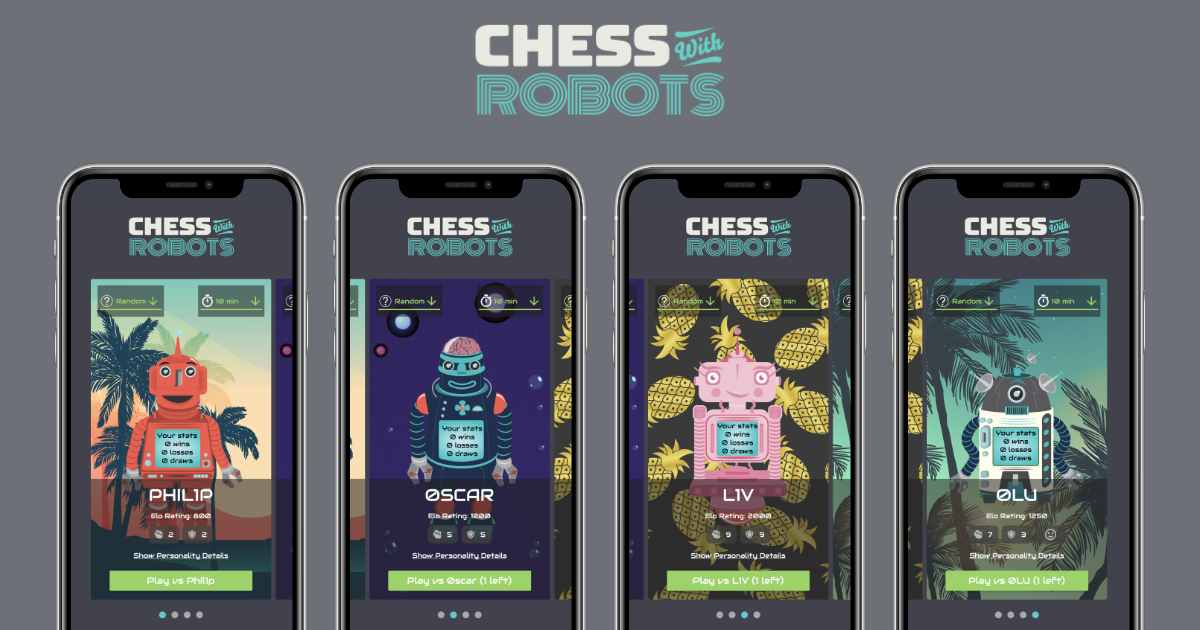 CHESS With
ROBOTS
CHESS With
ROBOTS
Random
10 min
Your stats
0 wins
0 losses
0 draws
PHIL1P
Elo Rating: 800
2
2
Show Personality Details
Play vs Phil1p
CHESS With
ROBOTS
Random
10 min
Your stats
0 wins
0 losses
0 draws
0SCAR
Elo Rating: 1200
5
5
Show Personality Details
Play vs 0scar (1 left)
CHESS With
ROBOTS
Random
10 min
Your stats
0 wins
0 losses
0 draws
L1V
Elo Rating: 2000
9
9
Show Personality Details
Play vs L1V (1 left)
CHESS With
ROBOTS
Random
10 min
Your stats
0 wins
0 losses
0 draws
0LU
Elo Rating: 1250
7
3
Show Personality Details
Play vs 0LU (1 left)